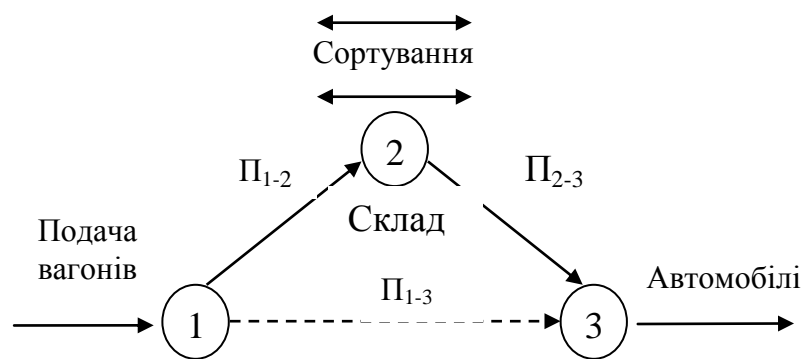 Сортування
2
П1-2
П2-3
Склад
Подача
вагонів
Автомобілі
П1-3
1
3